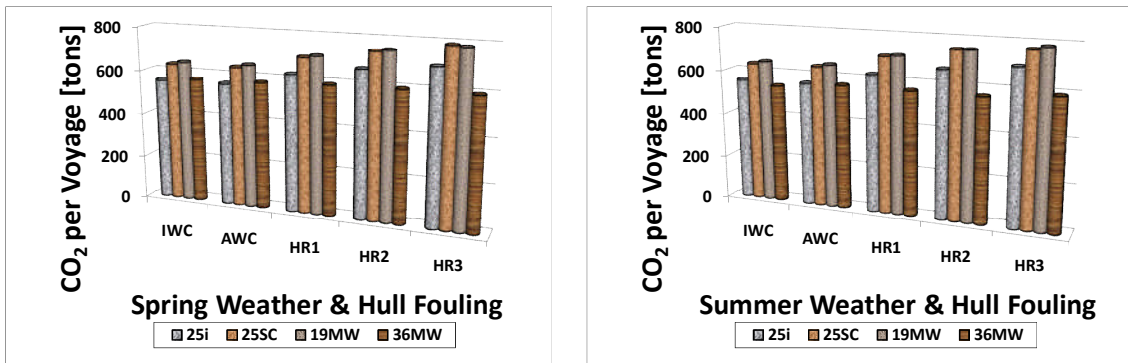 CO2 per Voyage [tons]
800
600
400
200
0
IWC
AWC
HR1
HR2
HR3
Spring Weather & Hull Fouling
25i 25SC 19MW 36MW
CO2 per Voyage [tons]
800
600
400
200
0
IWC
AWC
HR1
HR2
HR3
Summer Weather & Hull Fouling
25i 25SC 19MW 36MW